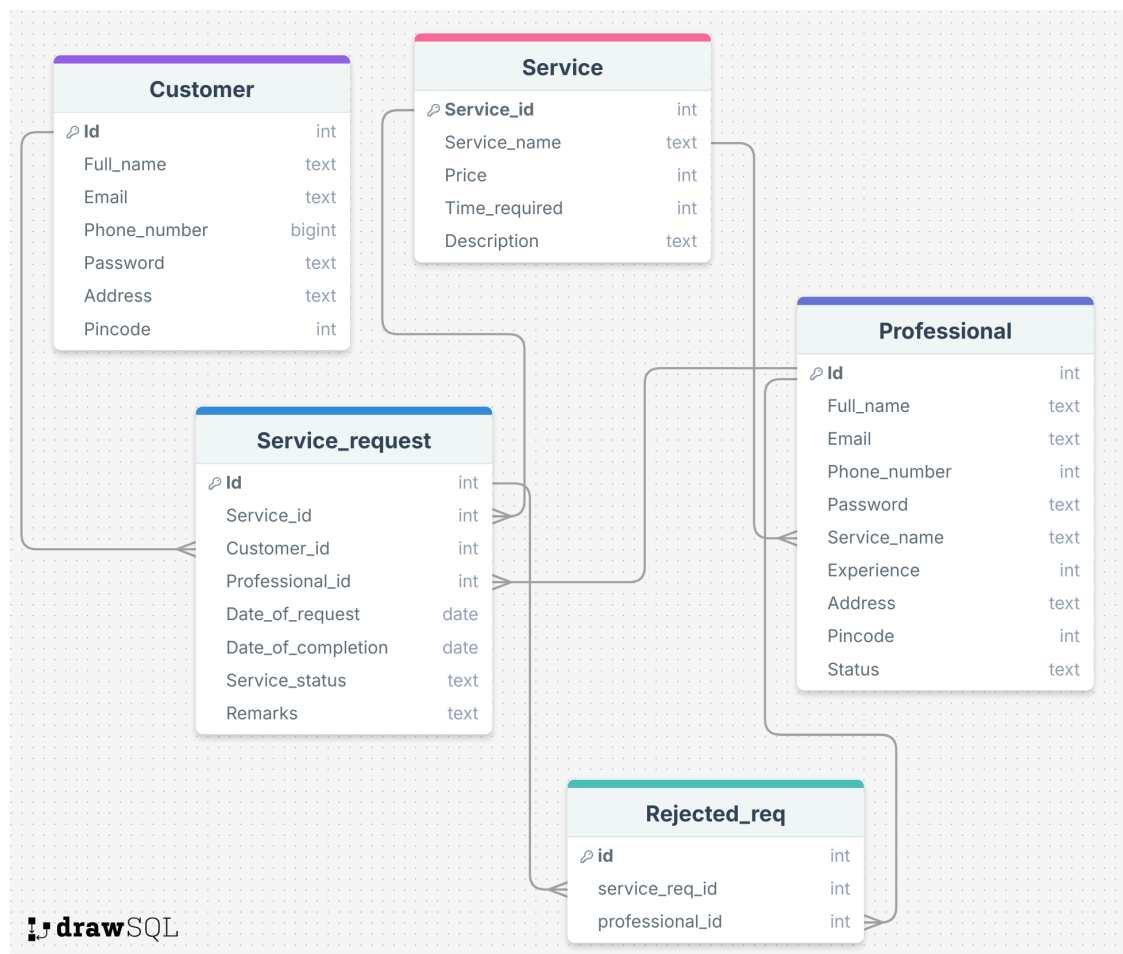 Customer
Id int
Full_name text
Email text
Phone_number bigint
Password text
Address text
Pincode int
Service
Service_id int
Service_name text
Price int
Time_required int
Description text
Professional
Id int
Full_name text
Email text
Phone_number int
Password text
Service_name text
Experience int
Address text
Pincode int
Status text
Service_request
Id int
Service_id int
Customer_id int
Professional_id int
Date_of_request date
Date_of_completion date
Service_status text
Remarks text
Rejected_req
id int
service_req_id int
professional_id int
drawSQL